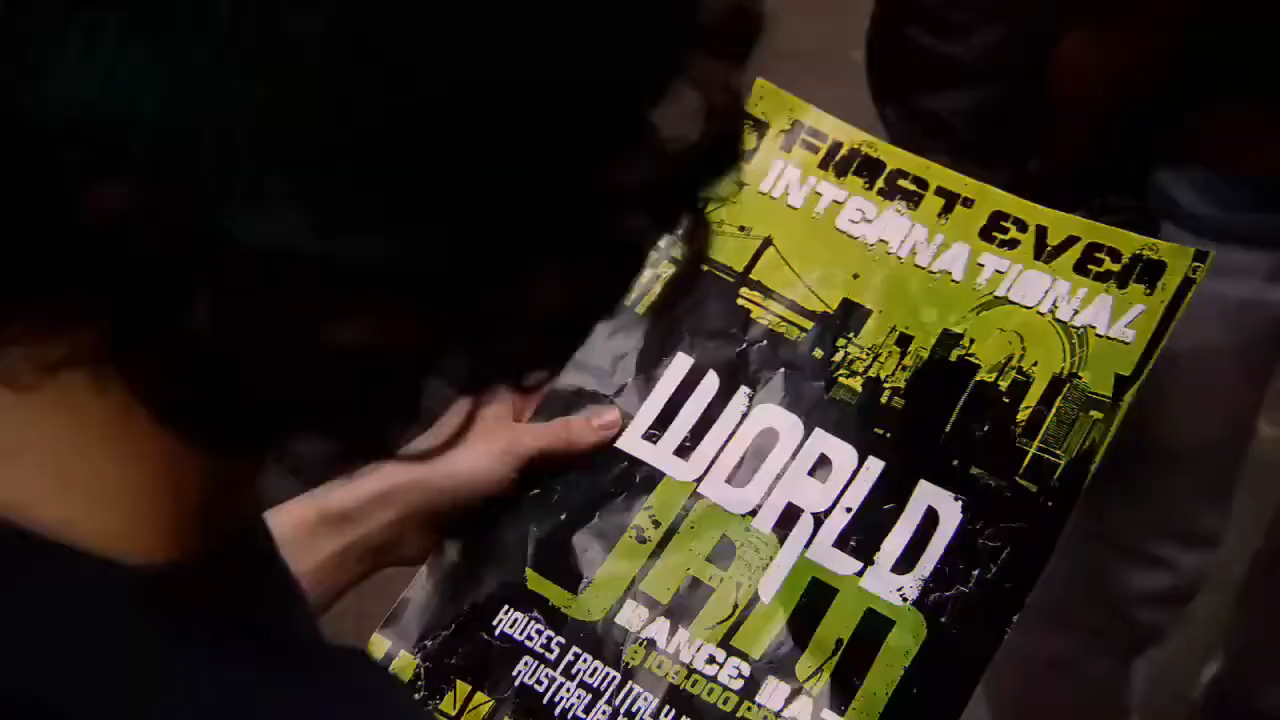 FIRST EVER
INTERNATIONAL
WORLD
JAM
DANCE
$100,000
HOUSES FROM ITALY
AUSTRALIA